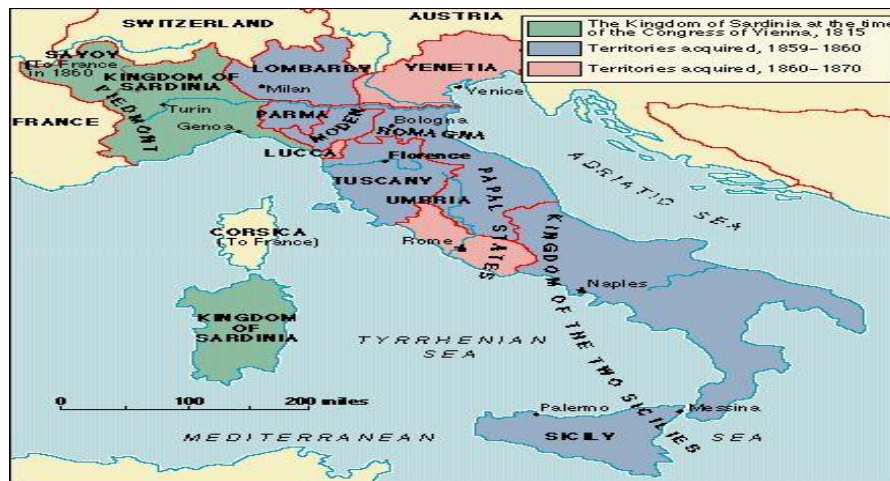 SWITZERLAND
AUSTRIA
The Kingdom of Sardinia at the time
of the Congress of Vienna, 1815
Territories acquired, 1859-1860
Territories acquired, 1860-1870
SAVOY
(To France
in 1860
KINGDOM OF
SARDINIA
LOMBARDY
Milan
VENETIA
Venice
FRANCE
PIEDMONT
Turin
Genoa
PARMA
MODEN
Bologna
ROMAGNA
LUCCA
Florence
TUSCANY
UMBRIA
PAPAL STATES
ADRIATIC SEA
CORSICA
(To France)
Rome
KINGDOM OF THE TWO SICILIES
Naples
KINGDOM
OF
SARDINIA
TYRRHENIAN
SEA
0
200 miles
Palermo
Messina
MEDITERRANEAN
SEA
SICILY